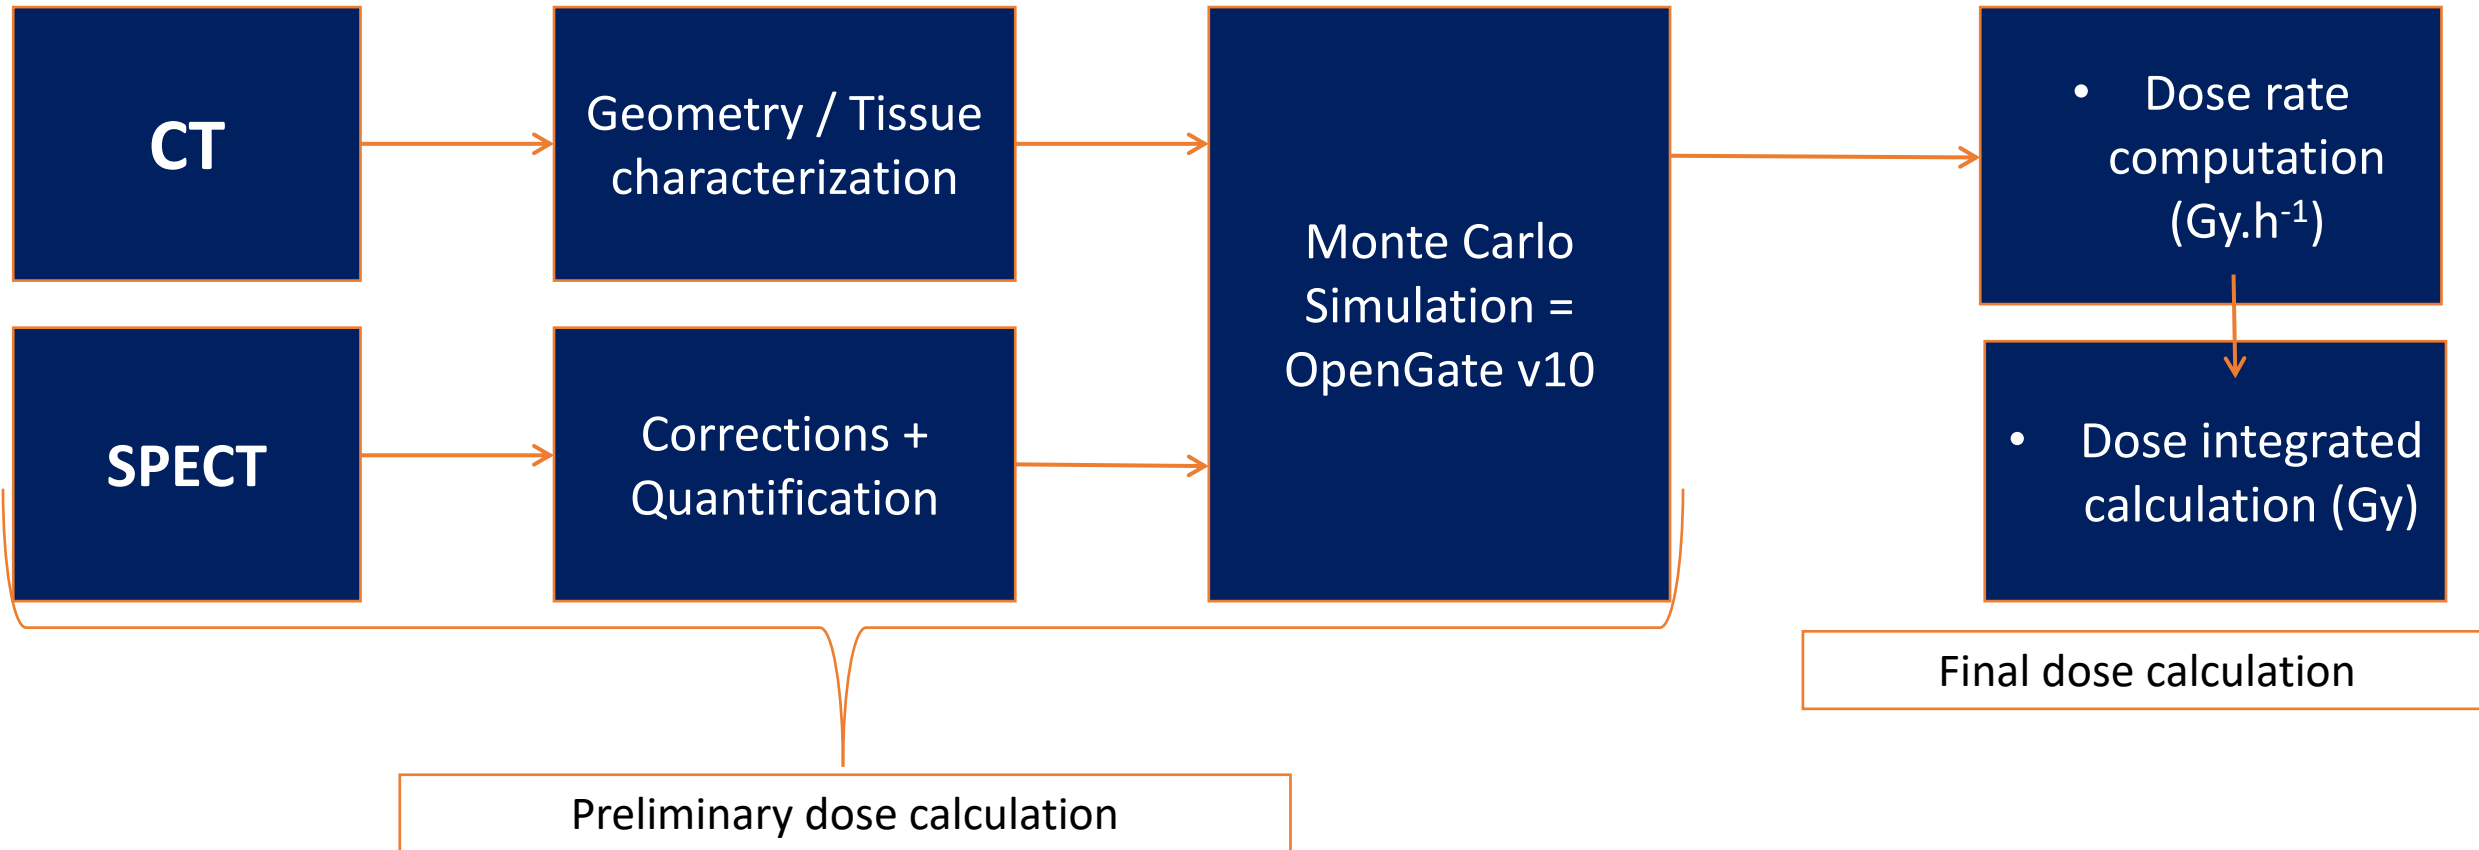 CT
Geometry / Tissue
characterization
SPECT
Corrections +
Quantification
Monte Carlo
Simulation =
OpenGate v10
• Dose rate
computation
(Gy.h⁻¹)
• Dose integrated
calculation (Gy)
Final dose calculation
Preliminary dose calculation